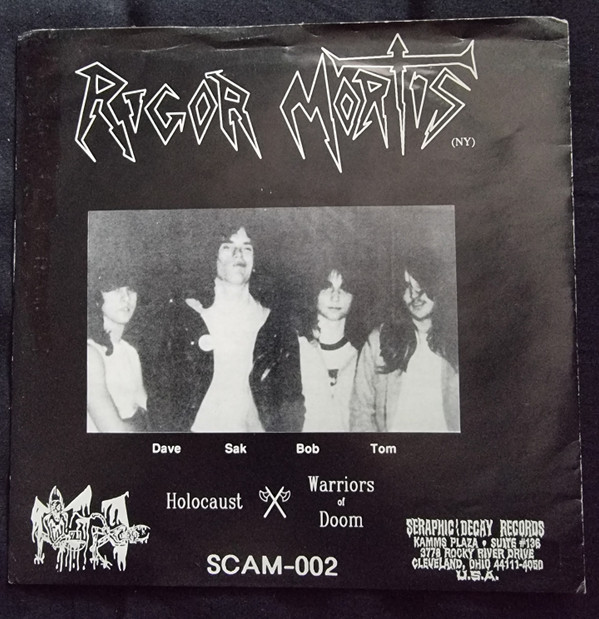 RIGOR MORTIS
(NY)
Dave Sak Bob Tom
Holocaust
Warriors
of
Doom
SERAPHIC DECAY RECORDS
KAMMS PLAZA • SUITE #136
3778 ROCKY RIVER DRIVE
CLEVELAND, OHIO 44111-4050
U.S.A.
SCAM-002